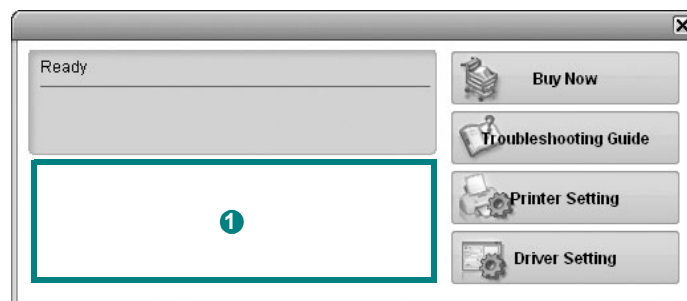 Ready
Buy Now
Troubleshooting Guide
1
Printer Setting
Driver Setting